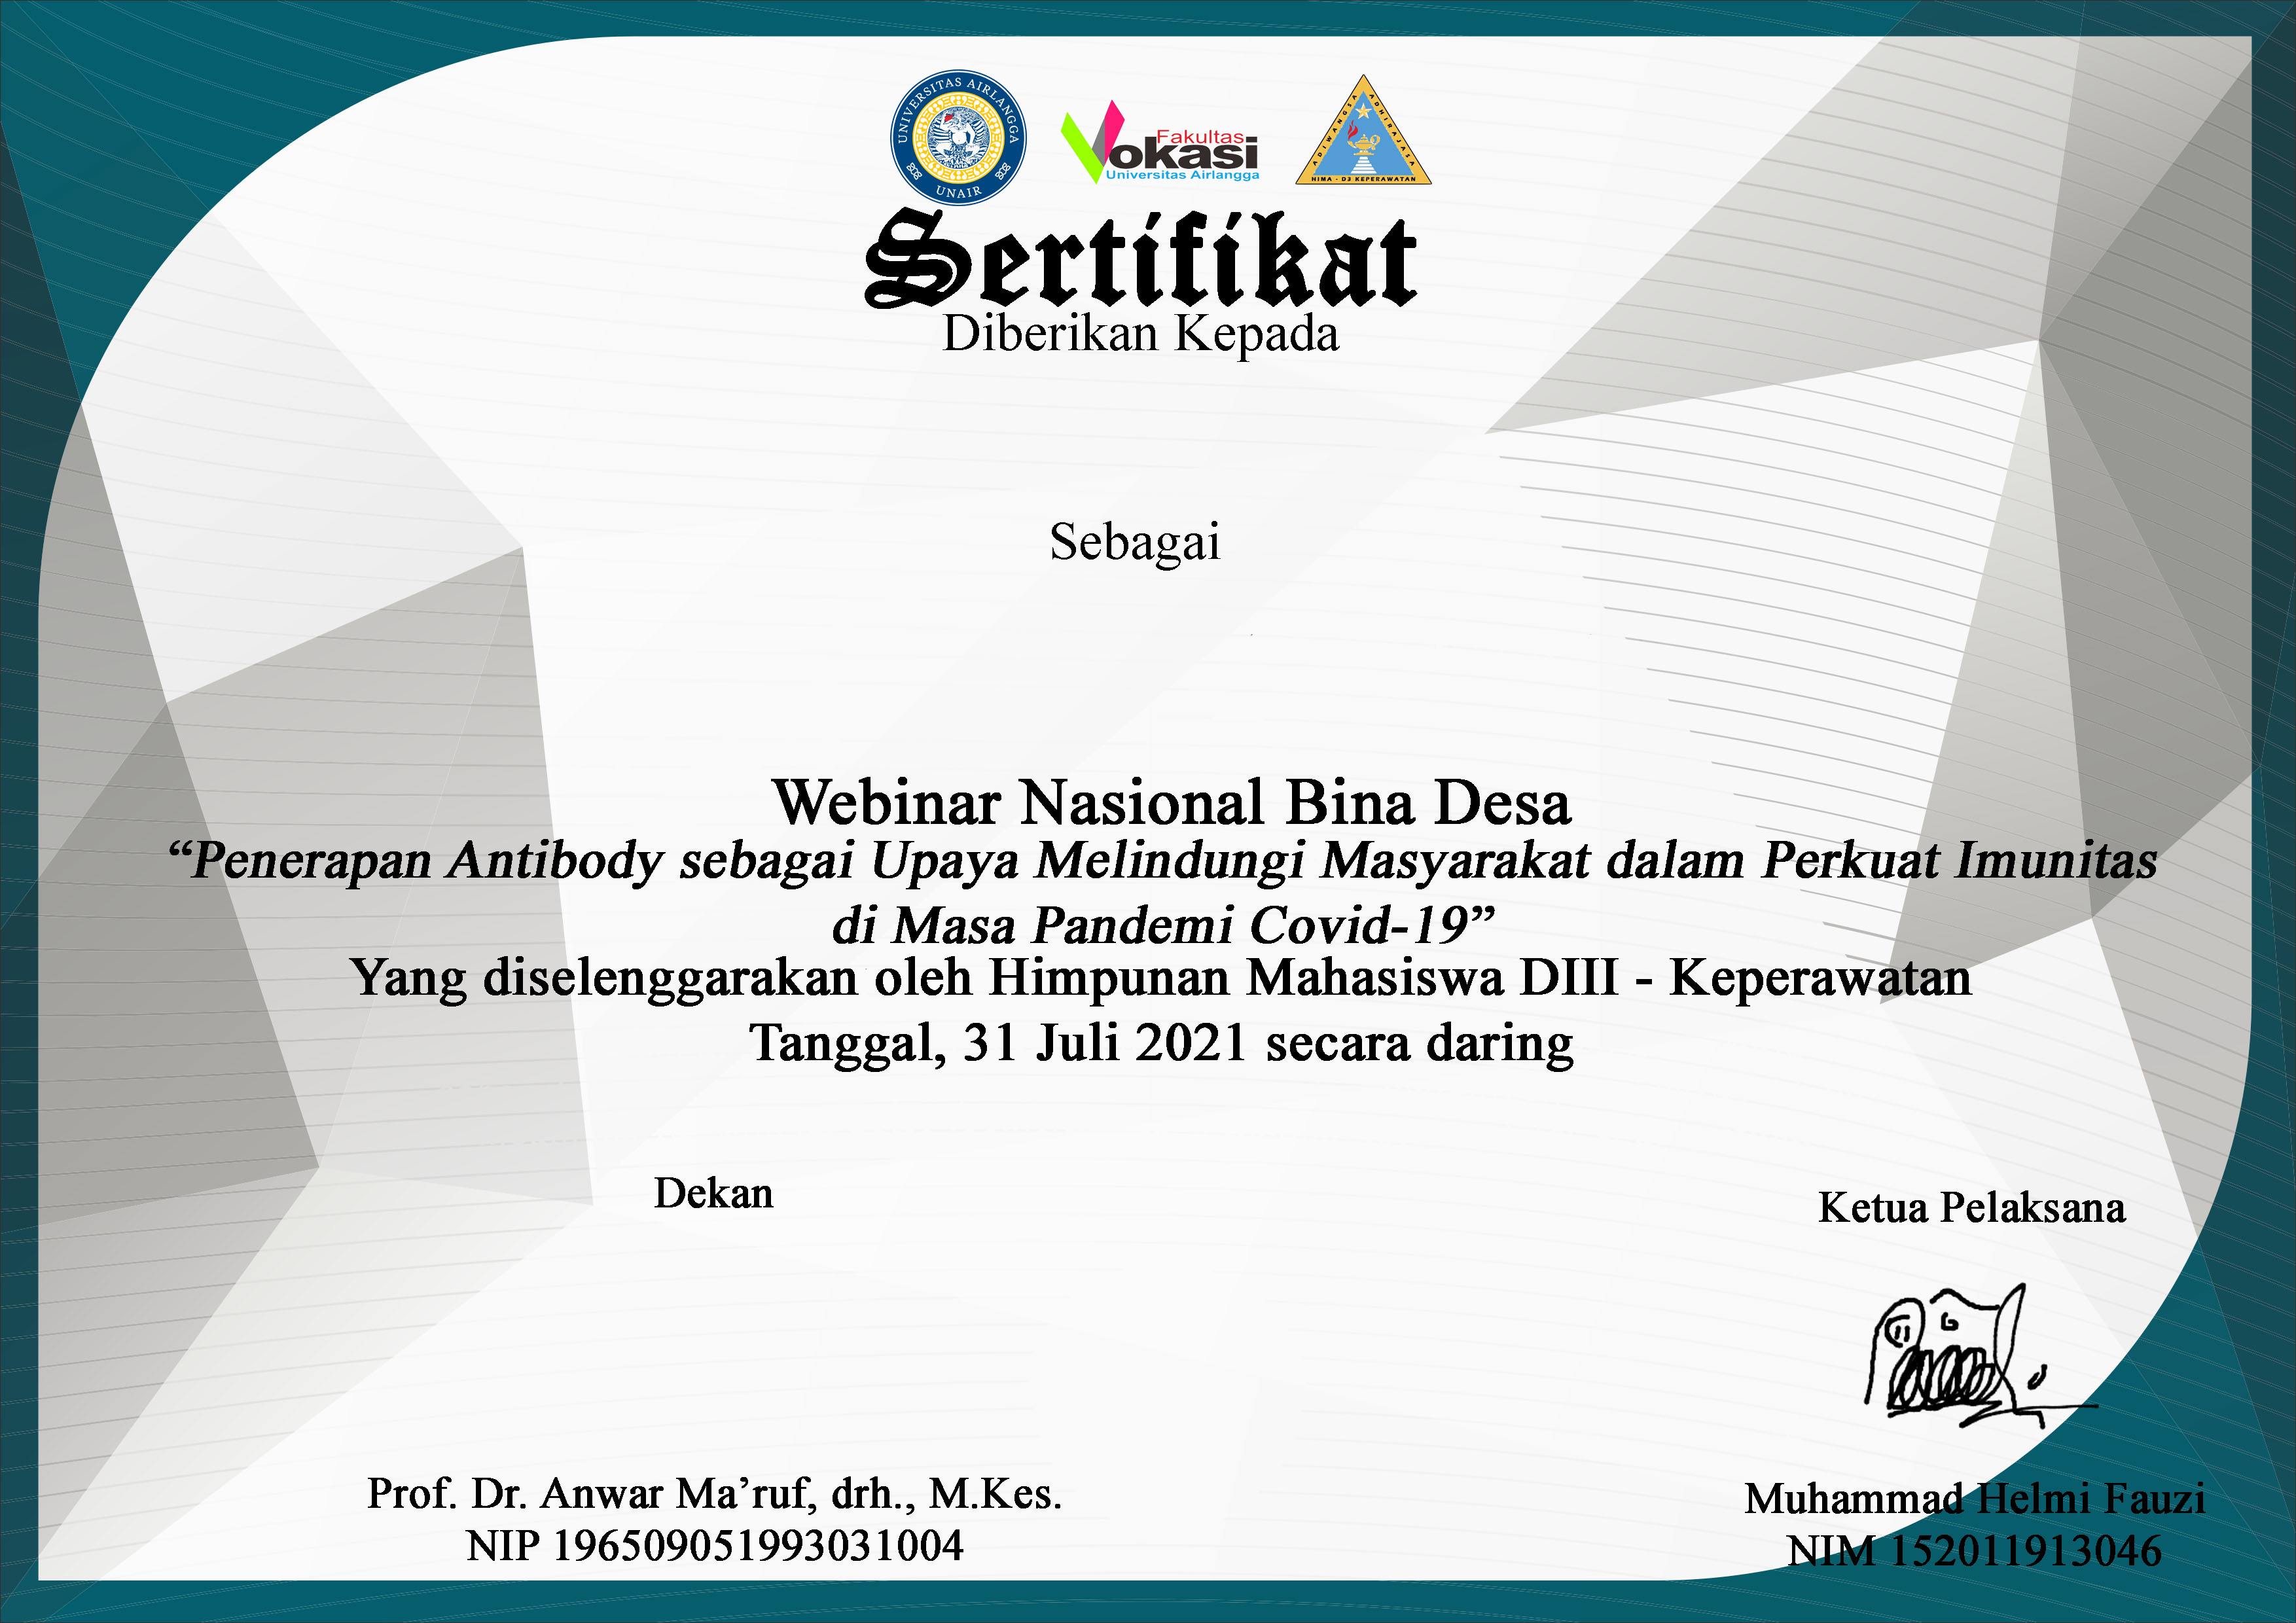 UNIVERSITAS AIRLANGGA
UNAIR
Fakultas
Vokasi
Universitas Airlangga
ADIWANGSA ADHIRAJASA
HIMA - D3 KEPERAWATAN
Sertifikat
Diberikan Kepada
Sebagai
Webinar Nasional Bina Desa
“Penerapan Antibody sebagai Upaya Melindungi Masyarakat dalam Perkuat Imunitas
di Masa Pandemi Covid-19”
Yang diselenggarakan oleh Himpunan Mahasiswa DIII - Keperawatan
Tanggal, 31 Juli 2021 secara daring
Dekan
Ketua Pelaksana
Prof. Dr. Anwar Ma’ruf, drh., M.Kes.
NIP 196509051993031004
Muhammad Helmi Fauzi
NIM 152011913046